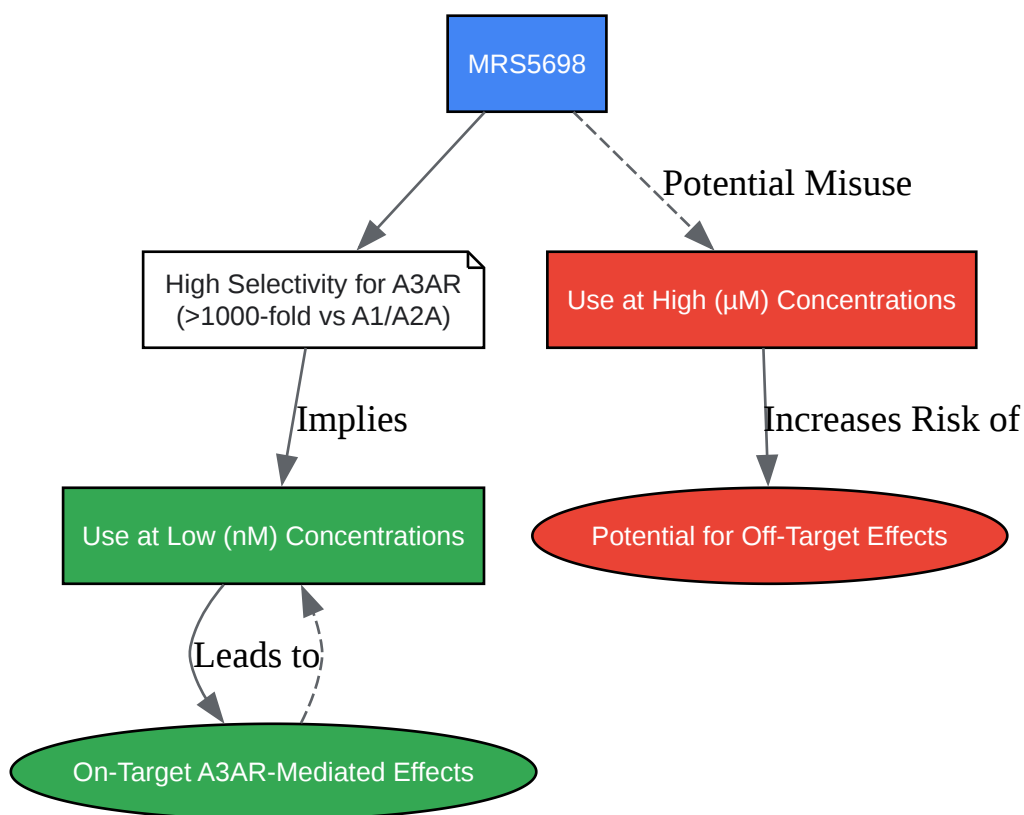 MRS5698
Potential Misuse
High Selectivity for A3AR
(>1000-fold vs A1/A2A)
Use at High (µM) Concentrations
Implies
Increases Risk of
Use at Low (nM) Concentrations
Potential for Off-Target Effects
Leads to
On-Target A3AR-Mediated Effects